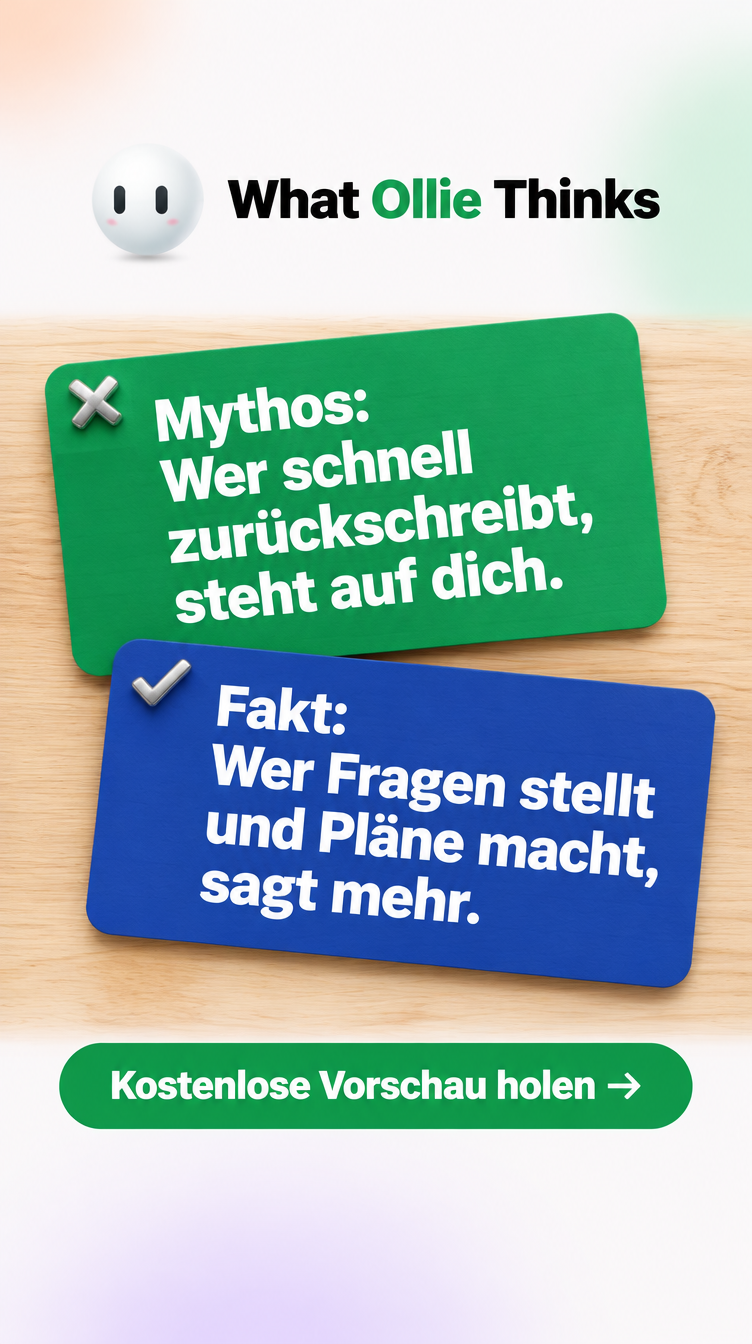 What Ollie Thinks
Mythos:
Wer schnell
zurückschreibt,
steht auf dich.
Fakt:
Wer Fragen stellt
und Pläne macht,
sagt mehr.
Kostenlose Vorschau holen →